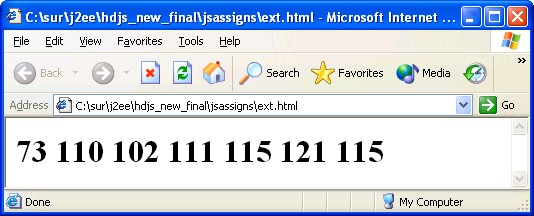 C:\sur\j2ee\hdjs_new_final\jsassigns\ext.html - Microsoft Internet ...
File Edit View Favorites Tools Help
Back Search Favorites Media
Address C:\sur\j2ee\hdjs_new_final\jsassigns\ext.html Go
73 110 102 111 115 121 115
Done My Computer